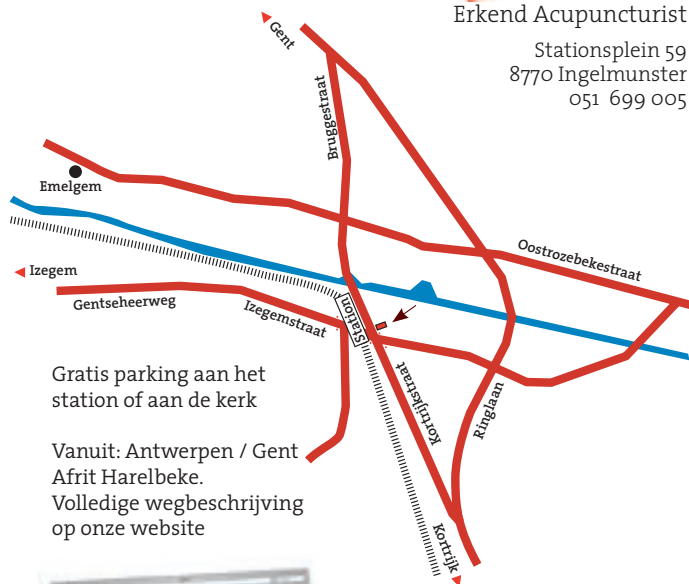 Erkend Acupuncturist
Stationsplein 59
8770 Ingelmunster
051 699 005
Gent
Bruggestraat
Emelgem
Oostrozebekestraat
Izegem
Gentseheerweg
Izegemstraat
Station
Kortrijkstraat
Ringlaan
Kortrijk
Gratis parking aan het
station of aan de kerk
Vanuit: Antwerpen / Gent
Afrit Harelbeke.
Volledige wegbeschrijving
op onze website